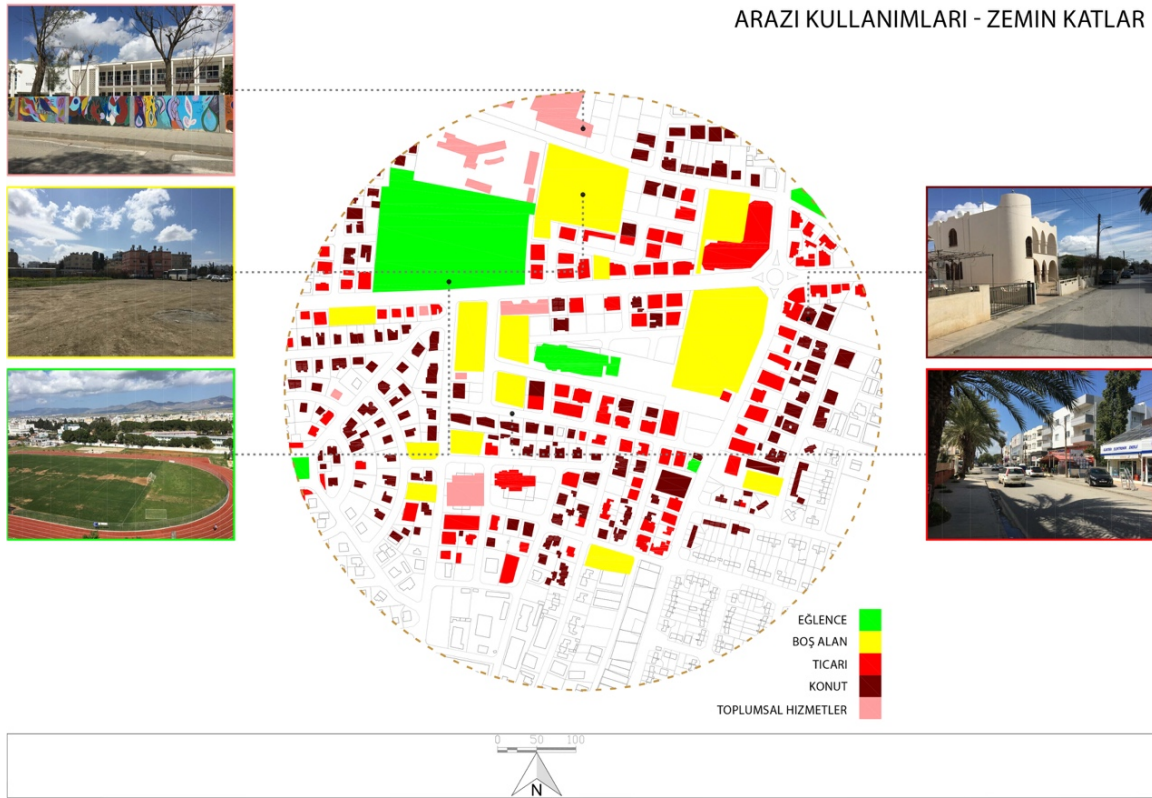 ARAZI KULLANIMLARI - ZEMIN KATLAR
EĞLENCE
BOŞ ALAN
TICARI
KONUT
TOPLUMSAL HIZMETLER
0 50 100
N